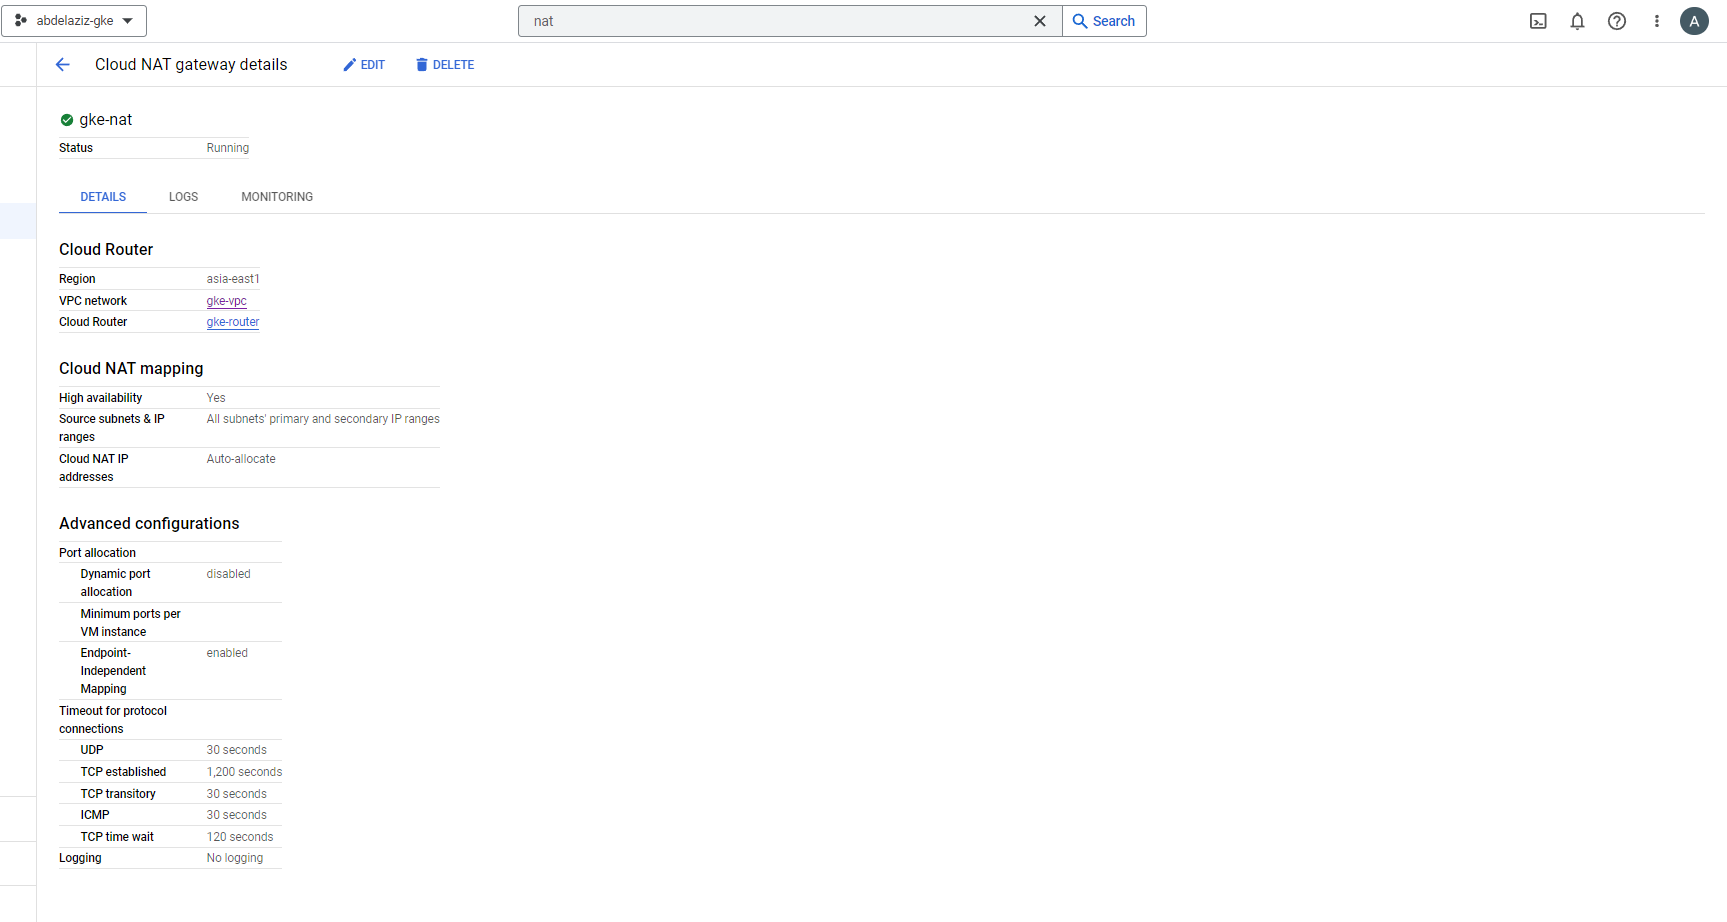 abdelaziz-gke
nat
Search
A
Cloud NAT gateway details
EDIT
DELETE
gke-nat
Status Running
DETAILS LOGS MONITORING
Cloud Router
Region asia-east1
VPC network gke-vpc
Cloud Router gke-router
Cloud NAT mapping
High availability Yes
Source subnets & IP All subnets' primary and secondary IP ranges
ranges
Cloud NAT IP Auto-allocate
addresses
Advanced configurations
Port allocation
Dynamic port disabled
allocation
Minimum ports per
VM instance
Endpoint- enabled
Independent
Mapping
Timeout for protocol
connections
UDP 30 seconds
TCP established 1,200 seconds
TCP transitory 30 seconds
ICMP 30 seconds
TCP time wait 120 seconds
Logging No logging